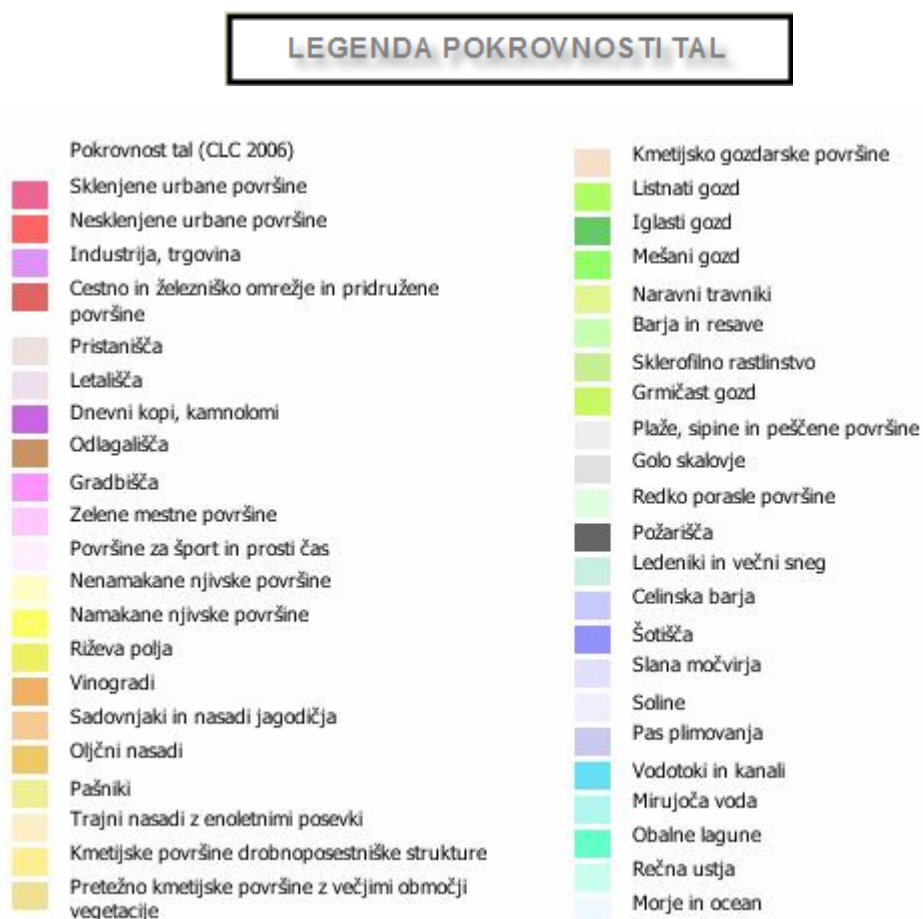 LEGENDA POKROVNOSTI TAL
Pokrovnost tal (CLC 2006)
Sklenjene urbane površine
Nesklenjene urbane površine
Industrija, trgovina
Cestno in železniško omrežje in pridružene
površine
Pristanišča
Letališča
Dnevni kopi, kamnolomi
Odlagališča
Gradbišča
Zelene mestne površine
Površine za šport in prosti čas
Nenamakane njivske površine
Namakane njivske površine
Riževa polja
Vinogradi
Sadovnjaki in nasadi jagodičja
Oljčni nasadi
Pašniki
Trajni nasadi z enoletnimi posevki
Kmetijske površine drobnoposestniške strukture
Pretežno kmetijske površine z večjimi območji
vegetacije
Kmetijsko gozdarske površine
Listnati gozd
Iglasti gozd
Mešani gozd
Naravni travniki
Barja in resave
Sklerofilno rastlinstvo
Grmičast gozd
Plaže, sipine in peščene površine
Golo skalovje
Redko porasle površine
Požarišča
Ledeniki in večni sneg
Celinska barja
Šotišča
Slana močvirja
Soline
Pas plimovanja
Vodotoki in kanali
Mirujoča voda
Obalne lagune
Rečna ustja
Morje in ocean